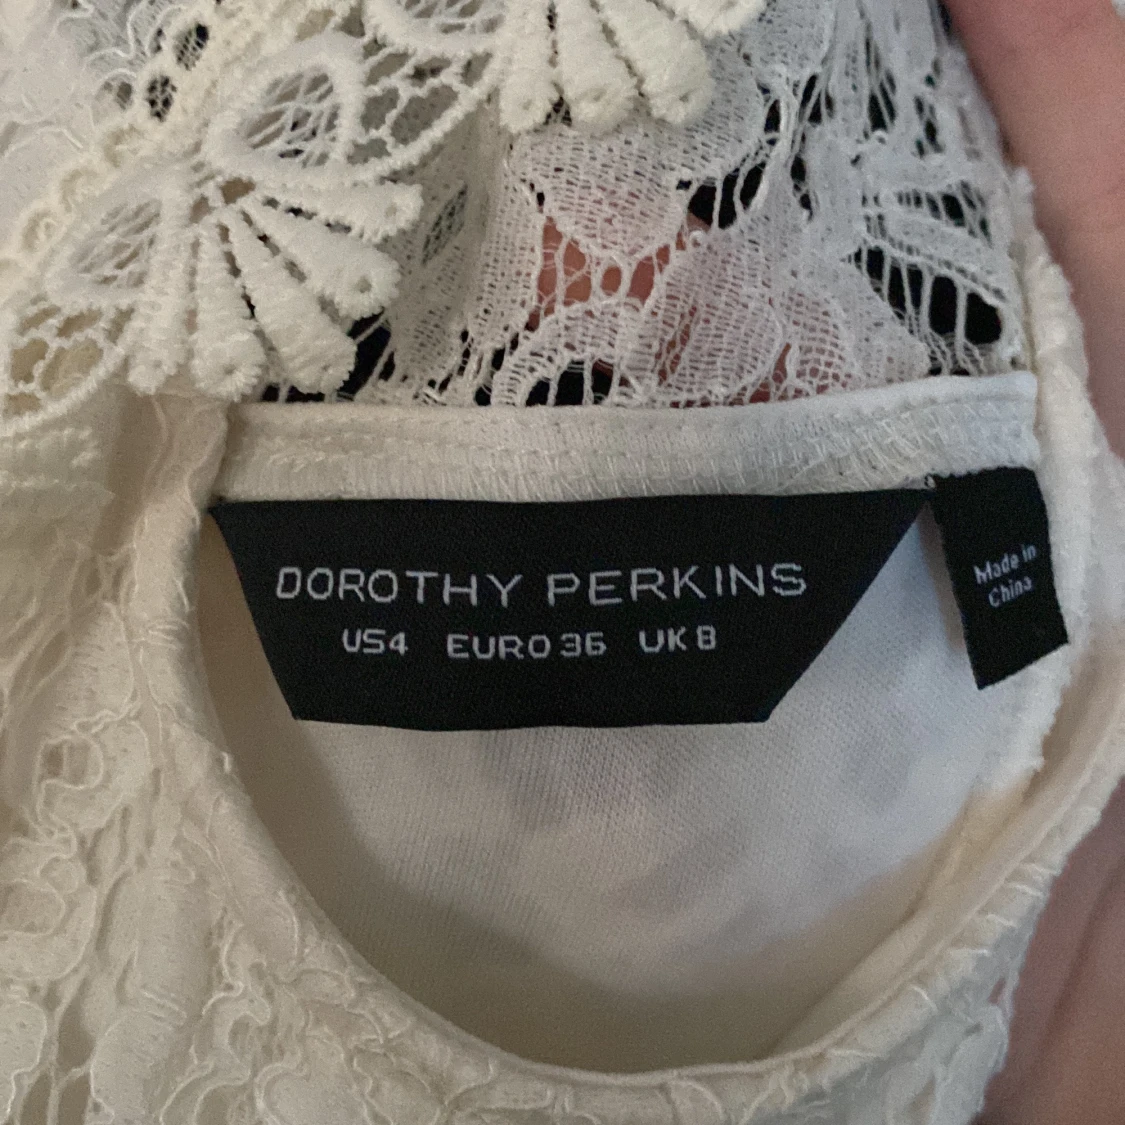 DOROTHY PERKINS
US4 EURO 36 UK 8
Made in
China